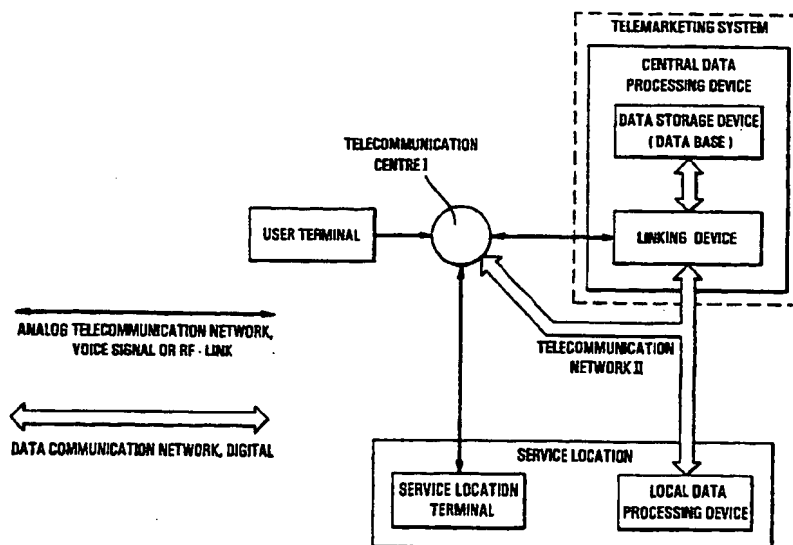 TELEMARKETING SYSTEM
CENTRAL DATA
PROCESSING DEVICE
DATA STORAGE DEVICE
( DATA BASE )
TELECOMMUNICATION
CENTRE I
USER TERMINAL
LINKING DEVICE
ANALOG TELECOMMUNICATION NETWORK,
VOICE SIGNAL OR RF - LINK
TELECOMMUNICATION
NETWORK II
DATA COMMUNICATION NETWORK, DIGITAL
SERVICE LOCATION
SERVICE LOCATION
TERMINAL
LOCAL DATA
PROCESSING DEVICE